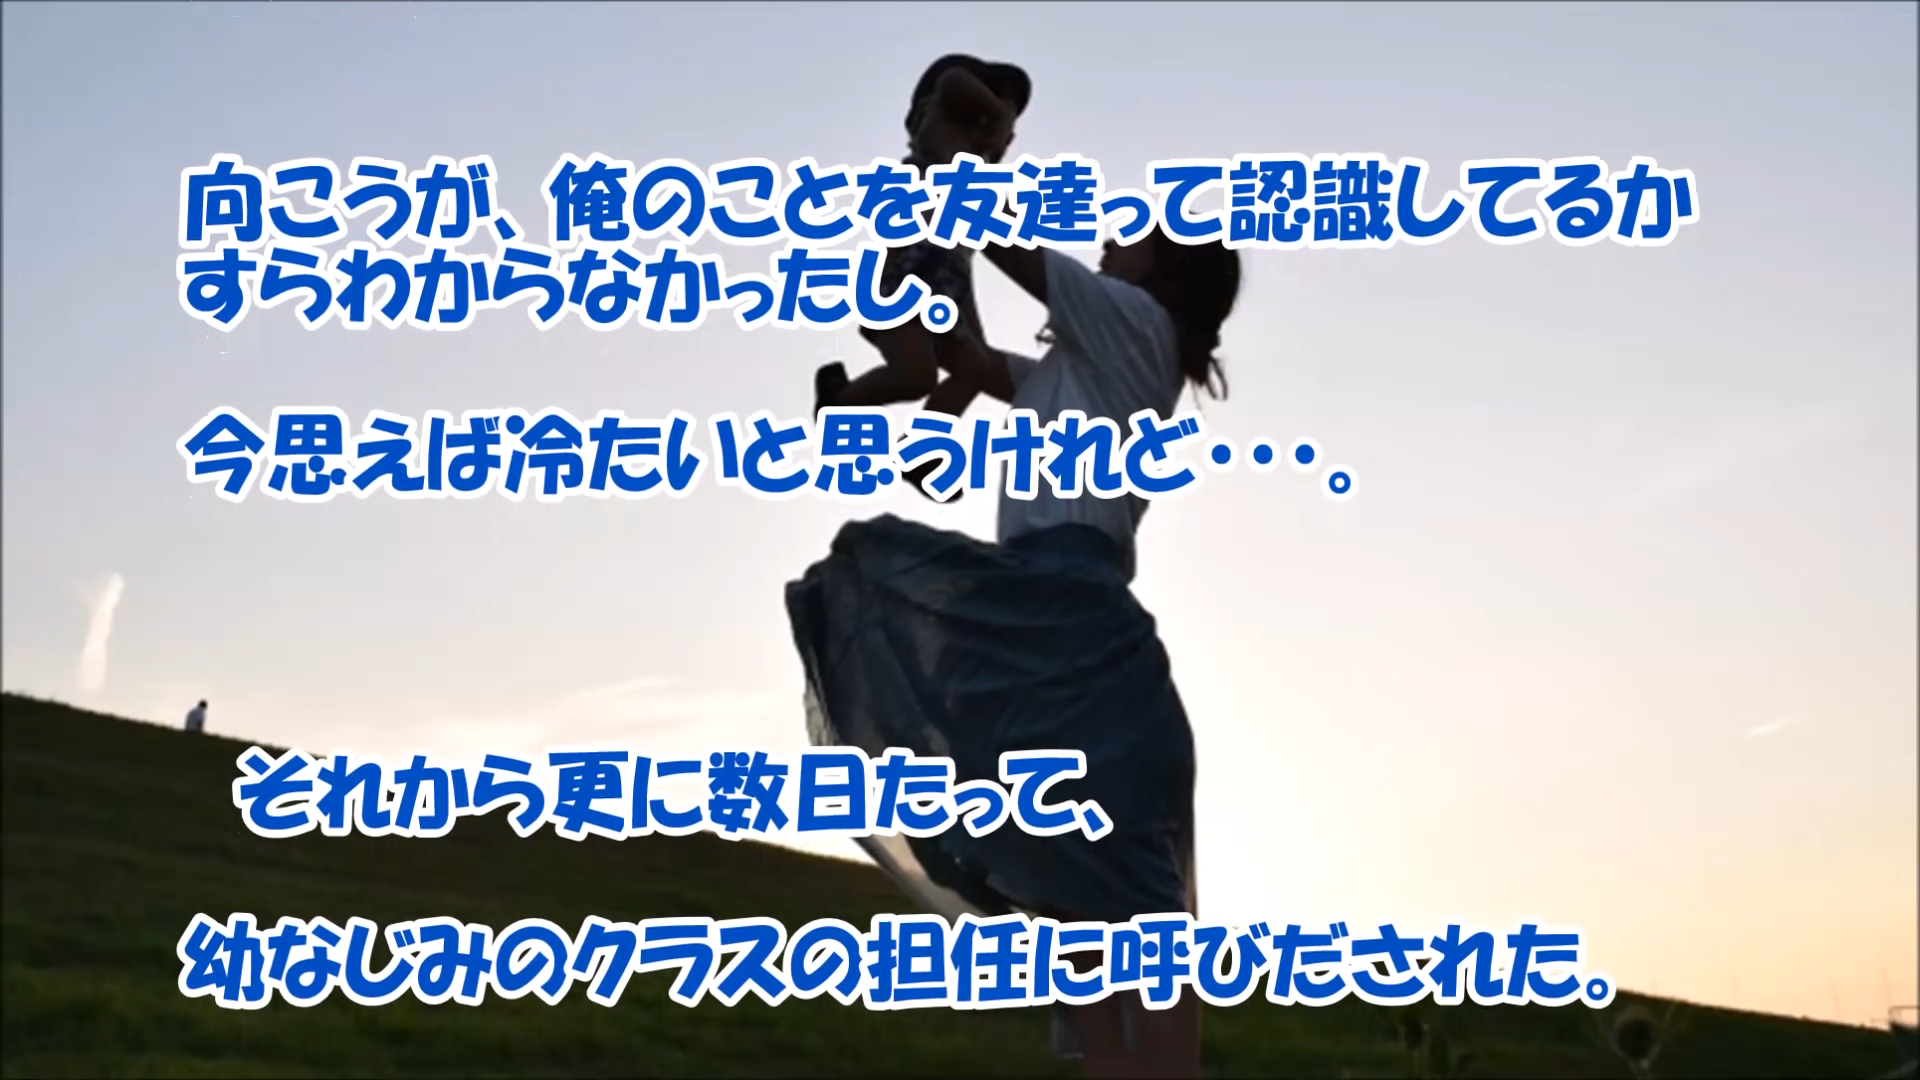 向こうが、俺のことを友達って認識してるか
すらわからなかったし。
今思えば冷たいと思うけれど・・・。
それから更に数日たって、
幼なじみのクラスの担任に呼びだされた。